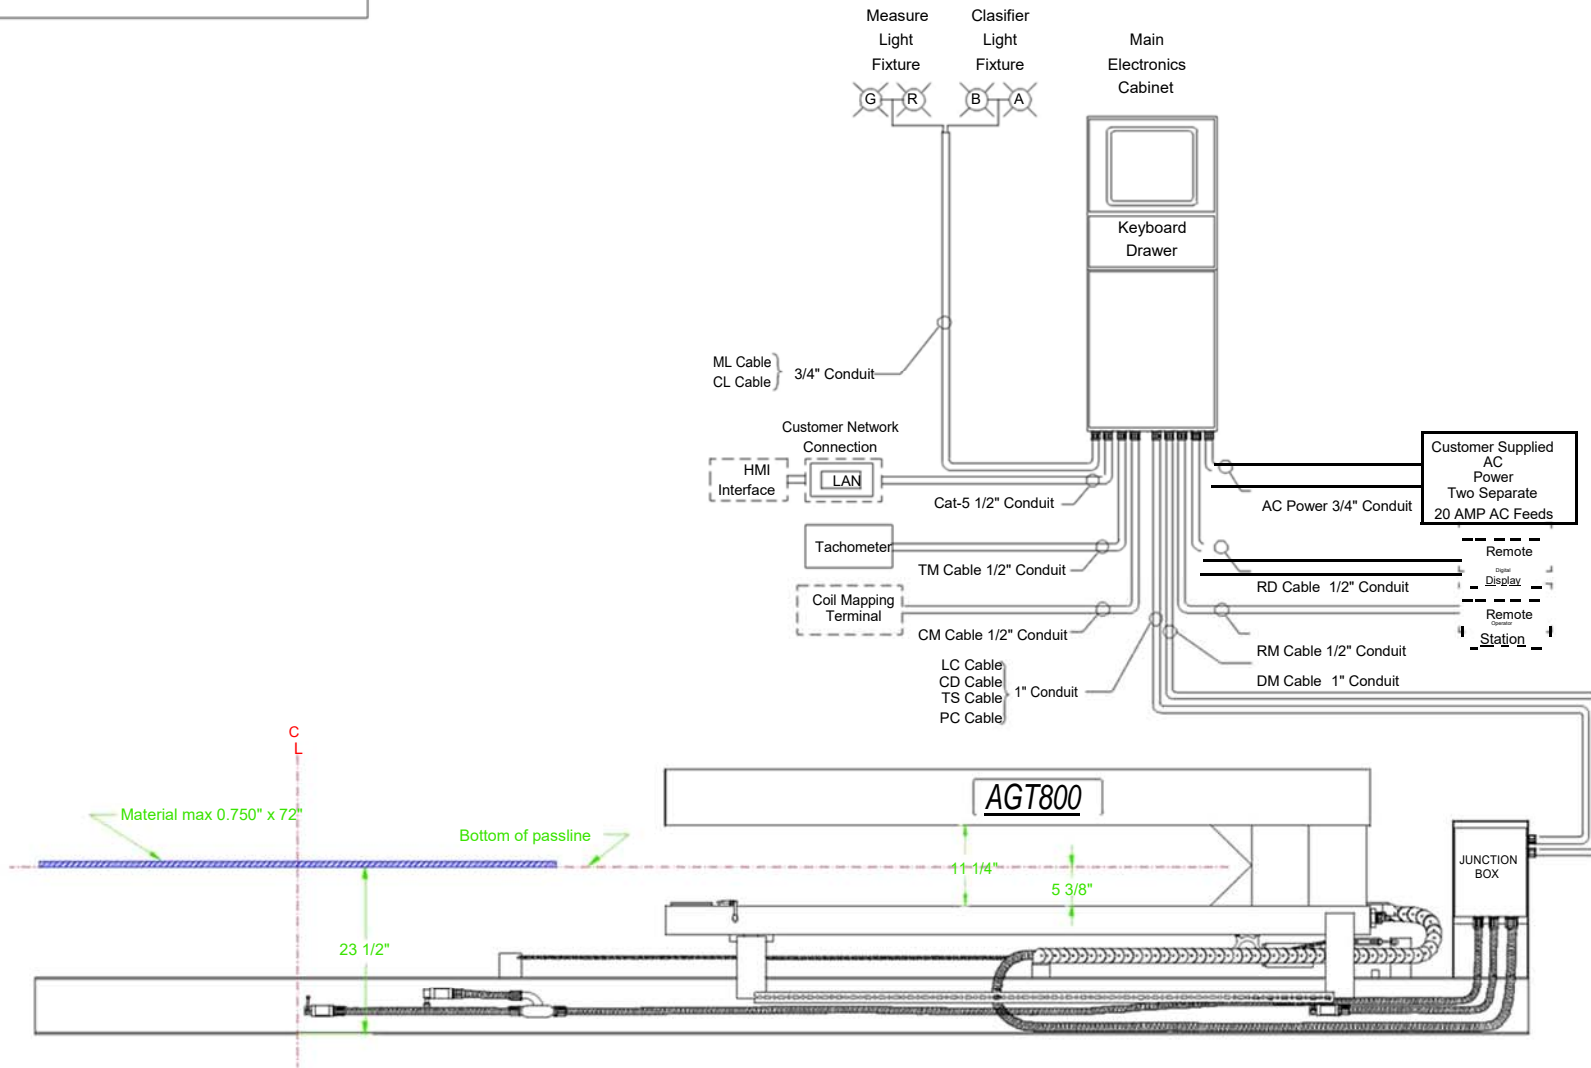 Measure
Light
Fixture
Clasifier
Light
Fixture
Main
Electronics
Cabinet
G
R
B
A
Keyboard
Drawer
ML Cable
CL Cable
3/4" Conduit
Customer Network
Connection
HMI
Interface
LAN
Cat-5 1/2" Conduit
Customer Supplied
AC
Power
Two Separate
20 AMP AC Feeds
AC Power 3/4" Conduit
Tachometer
TM Cable 1/2" Conduit
Remote
Digital
Display
RD Cable 1/2" Conduit
Coil Mapping
Terminal
CM Cable 1/2" Conduit
Remote
Operator
Station
RM Cable 1/2" Conduit
LC Cable
CD Cable
TS Cable
PC Cable
1" Conduit
DM Cable 1" Conduit
C
L
Material max 0.750" x 72"
Bottom of passline
AGT800
11 1/4"
5 3/8"
23 1/2"
JUNCTION
BOX